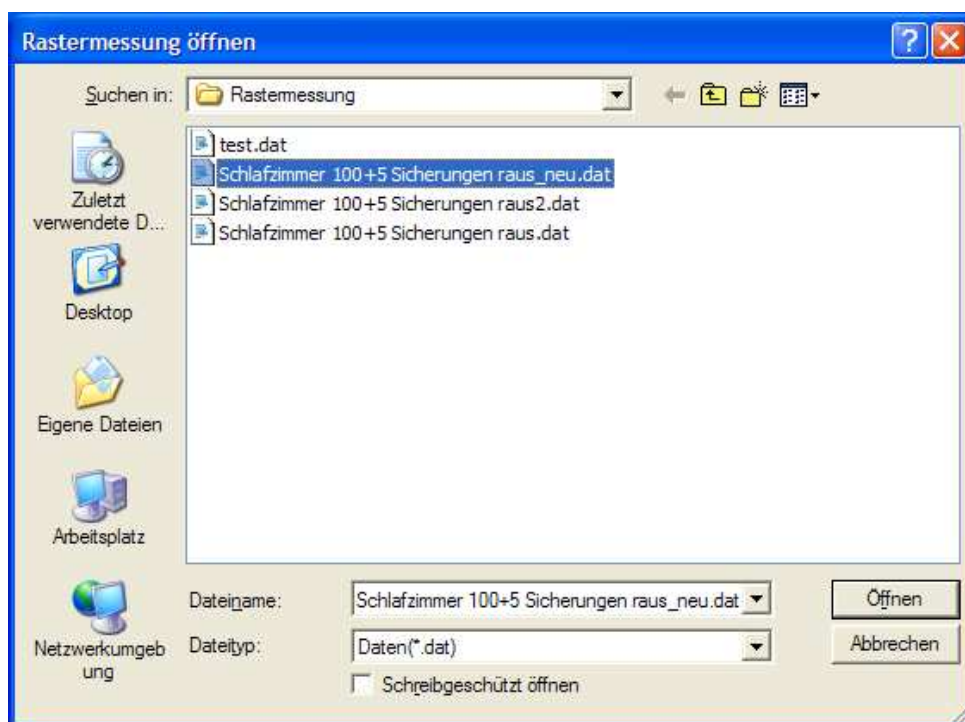 Rastermessung öffnen
Suchen in: Rastermessung
test.dat
Schlafzimmer 100+5 Sicherungen raus_neu.dat
Schlafzimmer 100+5 Sicherungen raus2.dat
Schlafzimmer 100+5 Sicherungen raus.dat
Zuletzt
verwendete D...
Desktop
Eigene Dateien
Arbeitsplatz
Netzwerkumgeb
ung
Dateiname: Schlafzimmer 100+5 Sicherungen raus_neu.dat Öffnen
Dateityp: Daten(*.dat) Abbrechen
Schreibgeschützt öffnen